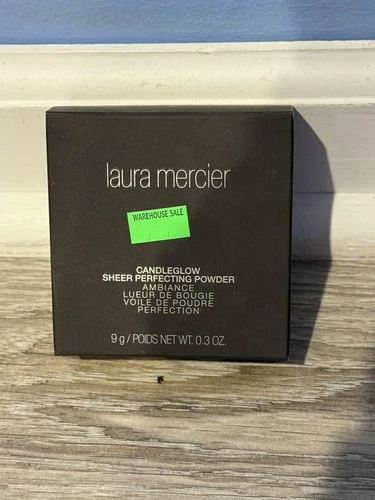 laura mercier
WAREHOUSE SALE
CANDLEGLOW
SHEER PERFECTING POWDER
AMBIANCE
LUEUR DE BOUGIE
VOILE DE POUDRE
PERFECTION
9 g / POIDS NET WT. 0.3 OZ.